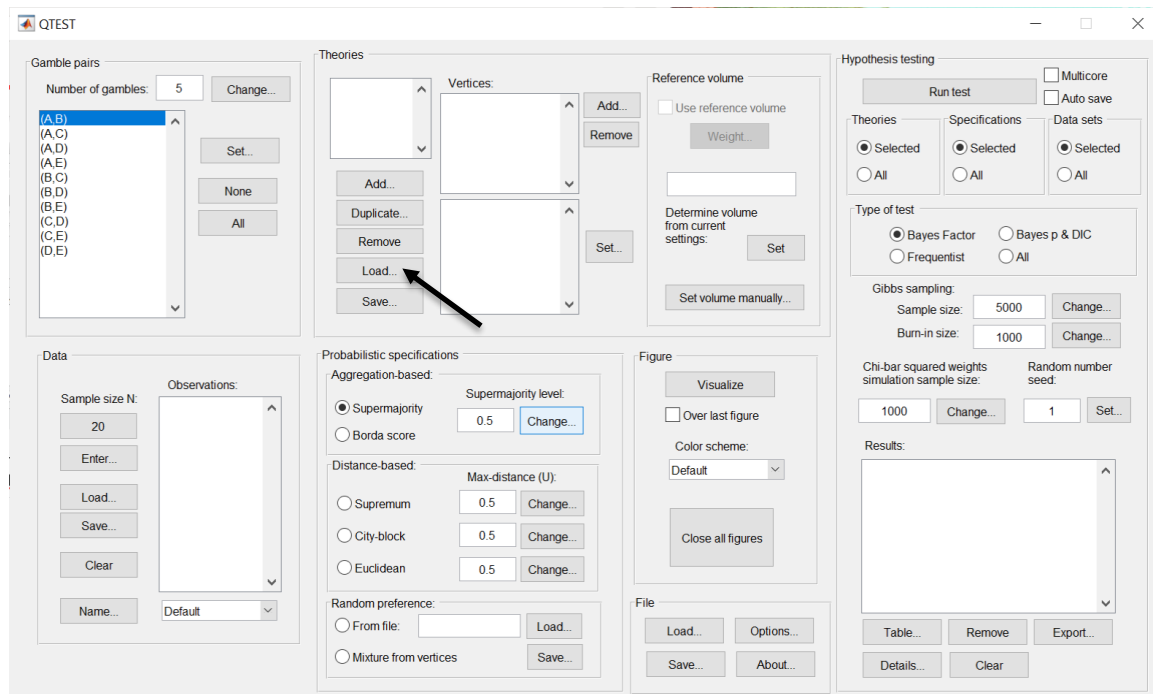 QTEST
Gamble pairs
Number of gambles: 5 Change...
(A,B)
(A,C)
(A,D)
(A,E)
(B,C)
(B,D)
(B,E)
(C,D)
(C,E)
(D,E)
Set...
None
All
Theories
Vertices:
Add...
Remove
Add...
Duplicate...
Remove
Load...
Save...
Set...
Reference volume
Use reference volume
Weight...
Determine volume
from current
settings:
Set
Set volume manually...
Hypothesis testing
Run test
Multicore
Auto save
Theories
Selected
All
Specifications
Selected
All
Data sets
Selected
All
Type of test
Bayes Factor Bayes p & DIC
Frequentist All
Gibbs sampling:
Sample size: 5000 Change...
Burn-in size: 1000 Change...
Chi-bar squared weights
simulation sample size:
1000 Change...
Random number
seed:
1 Set...
Results:
Table... Remove Export...
Details... Clear
Data
Sample size N:
20
Enter...
Load...
Save...
Clear
Name... Default
Observations:
Probabilistic specifications
Aggregation-based:
Supermajority level:
Supermajority 0.5 Change...
Borda score
Distance-based:
Max-distance (U):
Supremum 0.5 Change...
City-block 0.5 Change...
Euclidean 0.5 Change...
Random preference:
From file: Load...
Mixture from vertices Save...
Figure
Visualize
Over last figure
Color scheme:
Default
Close all figures
File
Load... Options...
Save... About...